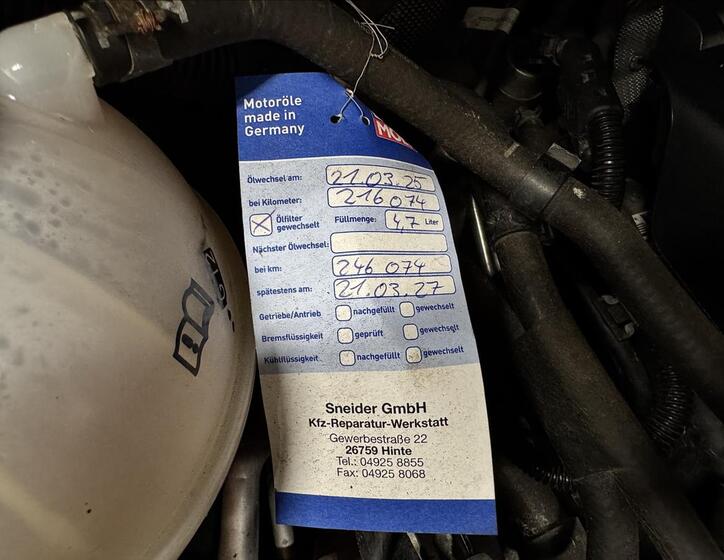 Motoröle
made in
Germany
Ölwechsel am: 21.03.25
bei Kilometer: 216 074
Ölfilter
gewechselt
Füllmenge: 4,7 Liter
Nächster Ölwechsel:
bei km: 246 074
spätestens am: 21.03.27
Getriebe/Antrieb nachgefüllt gewechselt
Bremsflüssigkeit geprüft gewechselt
Kühlflüssigkeit nachgefüllt gewechselt
Sneider GmbH
Kfz-Reparatur-Werkstatt
Gewerbestraße 22
26759 Hinte
Tel.: 04925 8855
Fax: 04925 8068